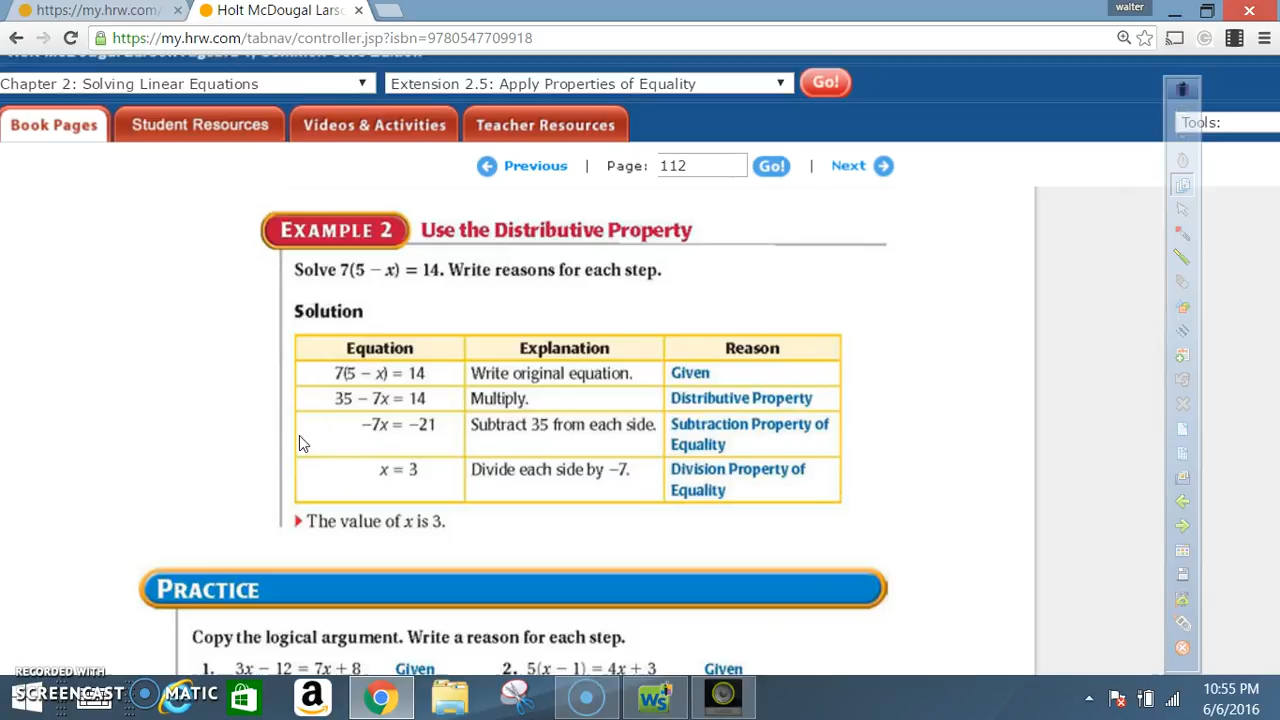 https://my.hrw.com/tabnav/ ×
Holt McDougal Larso ×
walter
https://my.hrw.com/tabnav/controller.jsp?isbn=9780547709918
Chapter 2: Solving Linear Equations
Extension 2.5: Apply Properties of Equality
Go!
Book Pages
Student Resources
Videos & Activities
Teacher Resources
Tools:
Previous | Page: 112 Go! | Next
EXAMPLE 2 Use the Distributive Property
Solve 7(5 − x) = 14. Write reasons for each step.
Solution
Equation Explanation Reason
7(5 − x) = 14 Write original equation. Given
35 − 7x = 14 Multiply. Distributive Property
−7x = −21 Subtract 35 from each side. Subtraction Property of
Equality
x = 3 Divide each side by −7. Division Property of
Equality
The value of x is 3.
PRACTICE
Copy the logical argument. Write a reason for each step.
1. 3x − 12 = 7x + 8 Given 2. 5(x − 1) = 4x + 3 Given
RECORDED WITH
SCREENCAST MATIC
10:55 PM
6/6/2016